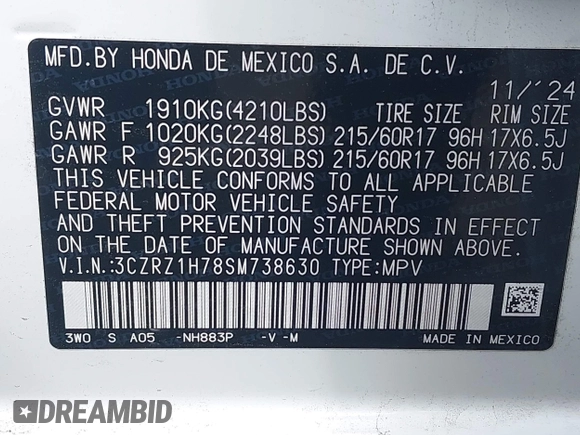 MFD.BY HONDA DE MEXICO S.A. DE C.V.
11/'24
GVWR 1910KG(4210LBS) TIRE SIZE RIM SIZE
GAWR F 1020KG(2248LBS) 215/60R17 96H 17X6.5J
GAWR R 925KG(2039LBS) 215/60R17 96H 17X6.5J
THIS VEHICLE CONFORMS TO ALL APPLICABLE
FEDERAL MOTOR VEHICLE SAFETY
AND THEFT PREVENTION STANDARDS IN EFFECT
ON THE DATE OF MANUFACTURE SHOWN ABOVE.
V.I.N.:3CZRZ1H78SM738630 TYPE:MPV
3W0 S A05 -NH883P -V -M MADE IN MEXICO
DREAMBID